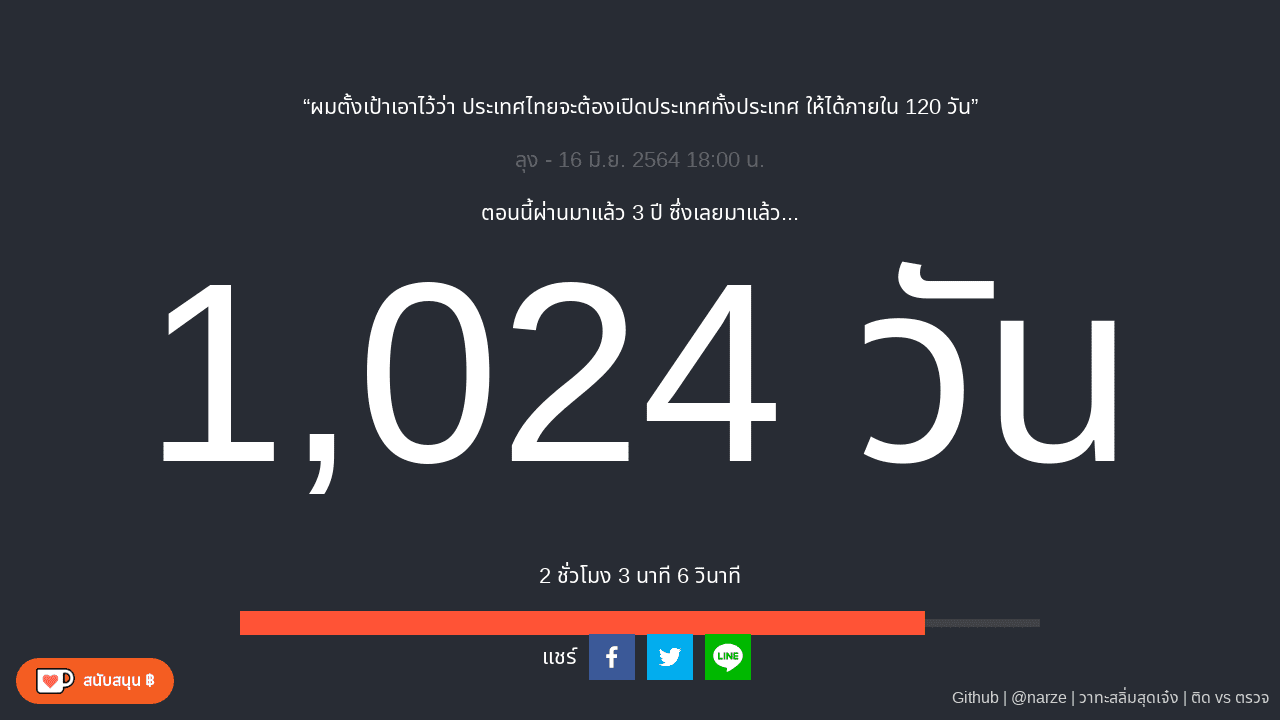 “ผมตั้งเป้าเอาไว้ว่า ประเทศไทยจะต้องเปิดประเทศทั้งประเทศ ให้ได้ภายใน 120 วัน”
ลุง - 16 มิ.ย. 2564 18:00 น.
ตอนนี้ผ่านมาแล้ว 3 ปี ซึ่งเลยมาแล้ว...
1,024 วัน
2 ชั่วโมง 3 นาที 6 วินาที
แชร์
LINE
สนับสนุน ฿
Github | @narze | วาทะสลิ่มสุดเจ๋ง | ติด vs ตรวจ